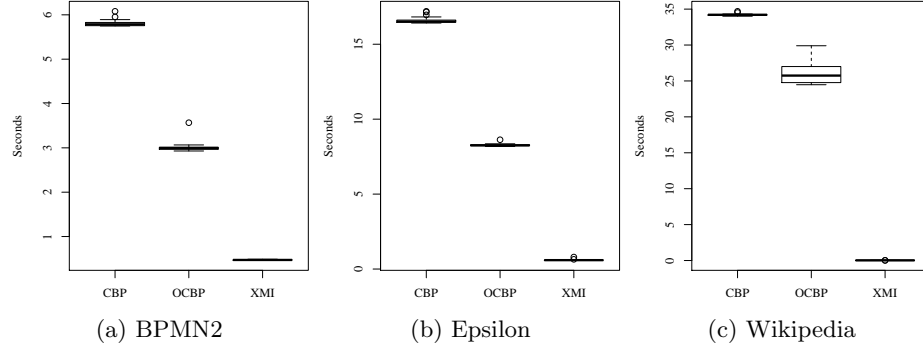 Seconds
6
5
4
3
2
1
CBP OCBP XMI
(a) BPMN2
Seconds
15
10
5
0
CBP OCBP XMI
(b) Epsilon
Seconds
35
30
25
20
15
10
5
0
CBP OCBP XMI
(c) Wikipedia